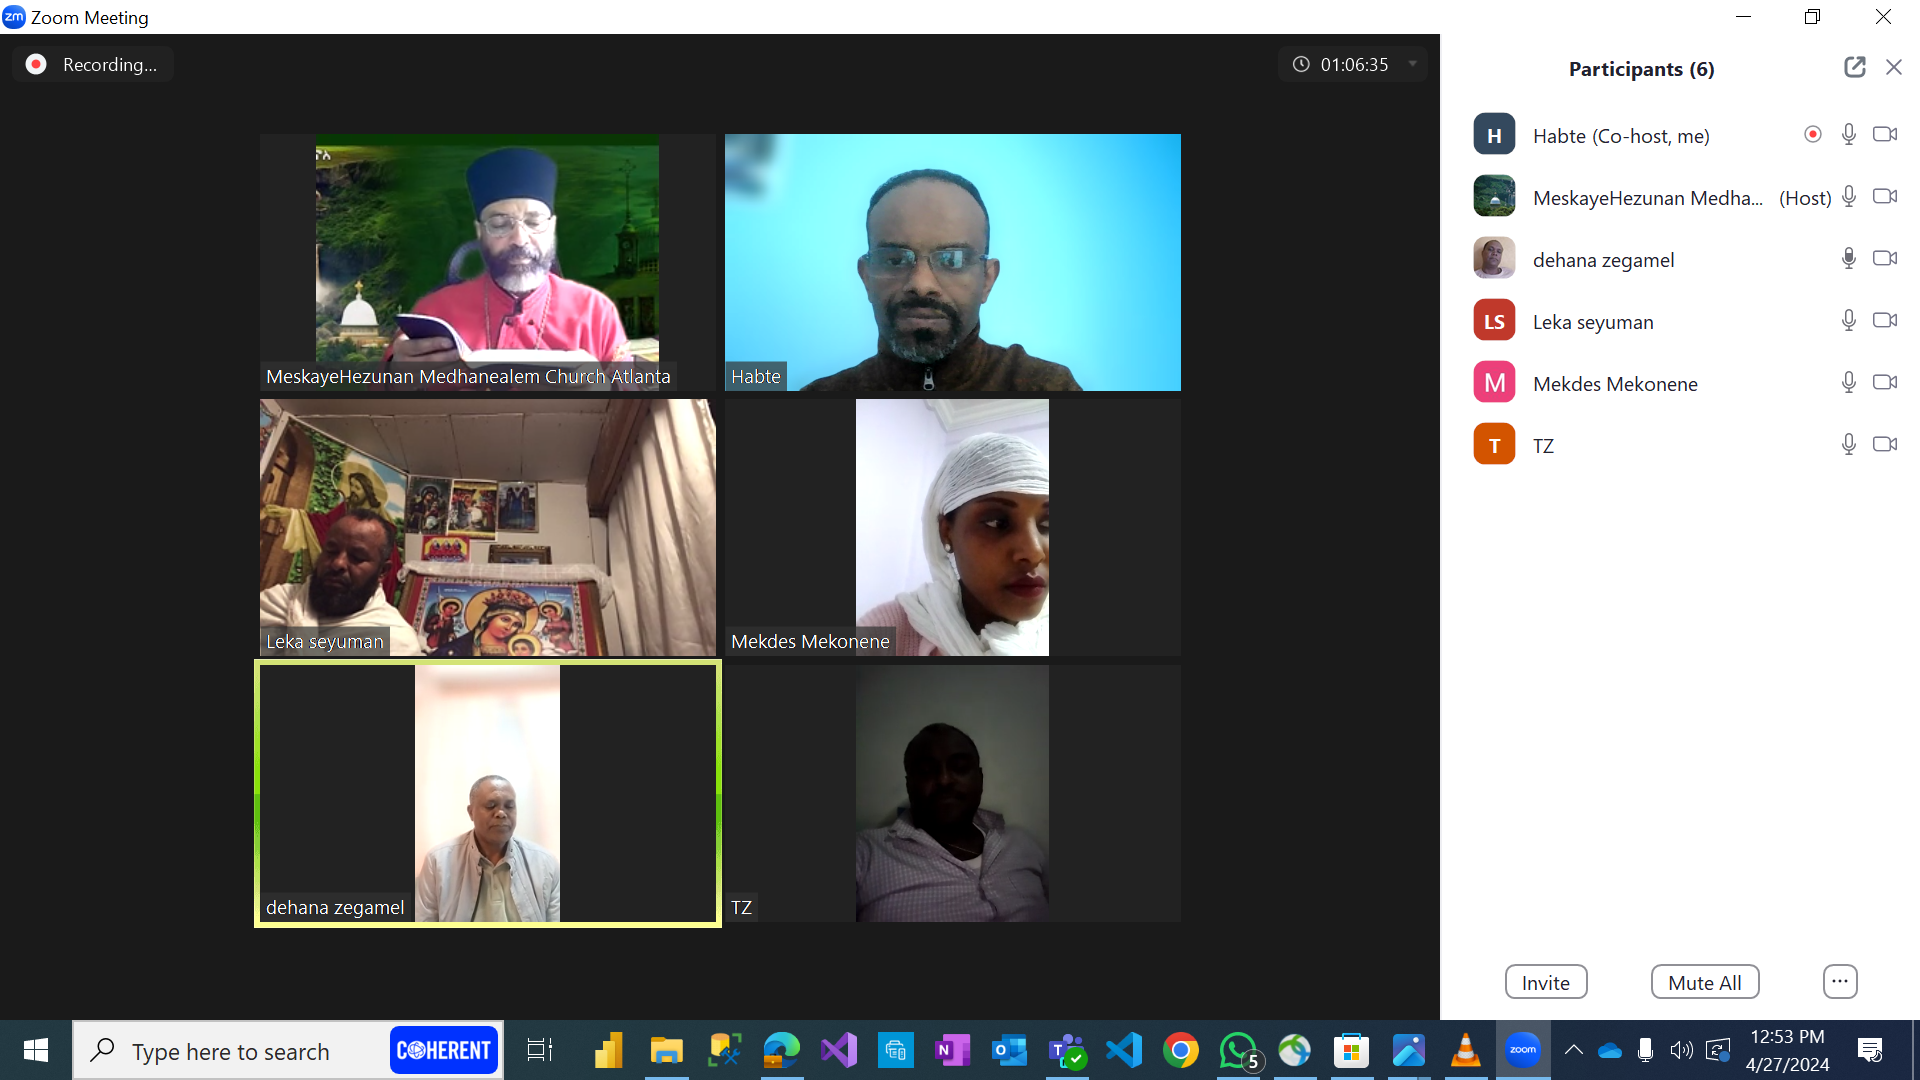 zm Zoom Meeting
Recording...
01:06:35
MeskayeHezunan Medhanealem Church Atlanta
Habte
Leka seyuman
Mekdes Mekonene
dehana zegamel
TZ
Participants (6)
H Habte (Co-host, me)
MeskayeHezunan Medha... (Host)
dehana zegamel
LS Leka seyuman
M Mekdes Mekonene
T TZ
Invite
Mute All
...
Type here to search
COHERENT
N
O
T
5
zoom
12:53 PM
4/27/2024